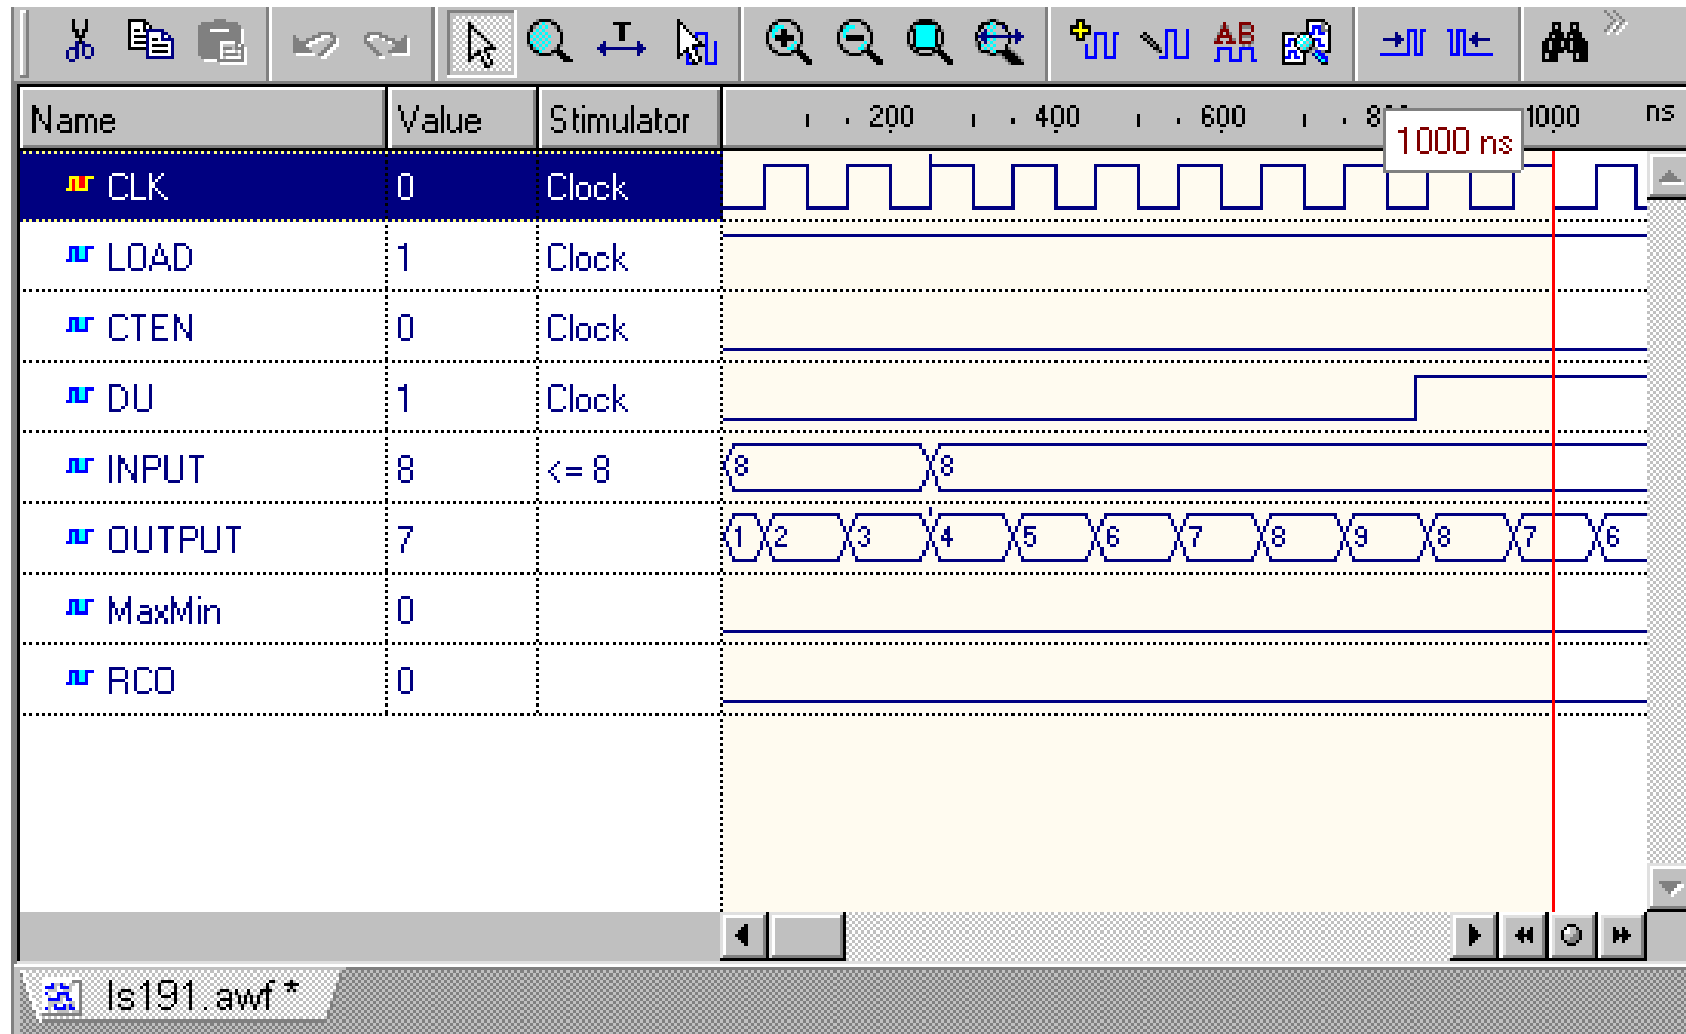 T
AB
Name Value Stimulator 200 400 600 8 1000 ns
1000 ns
CLK 0 Clock
LOAD 1 Clock
CTEN 0 Clock
DU 1 Clock
INPUT 8 <= 8 8 8
OUTPUT 7 1 2 3 4 5 6 7 8 9 8 7 6
MaxMin 0
RCO 0
ls191.awf *